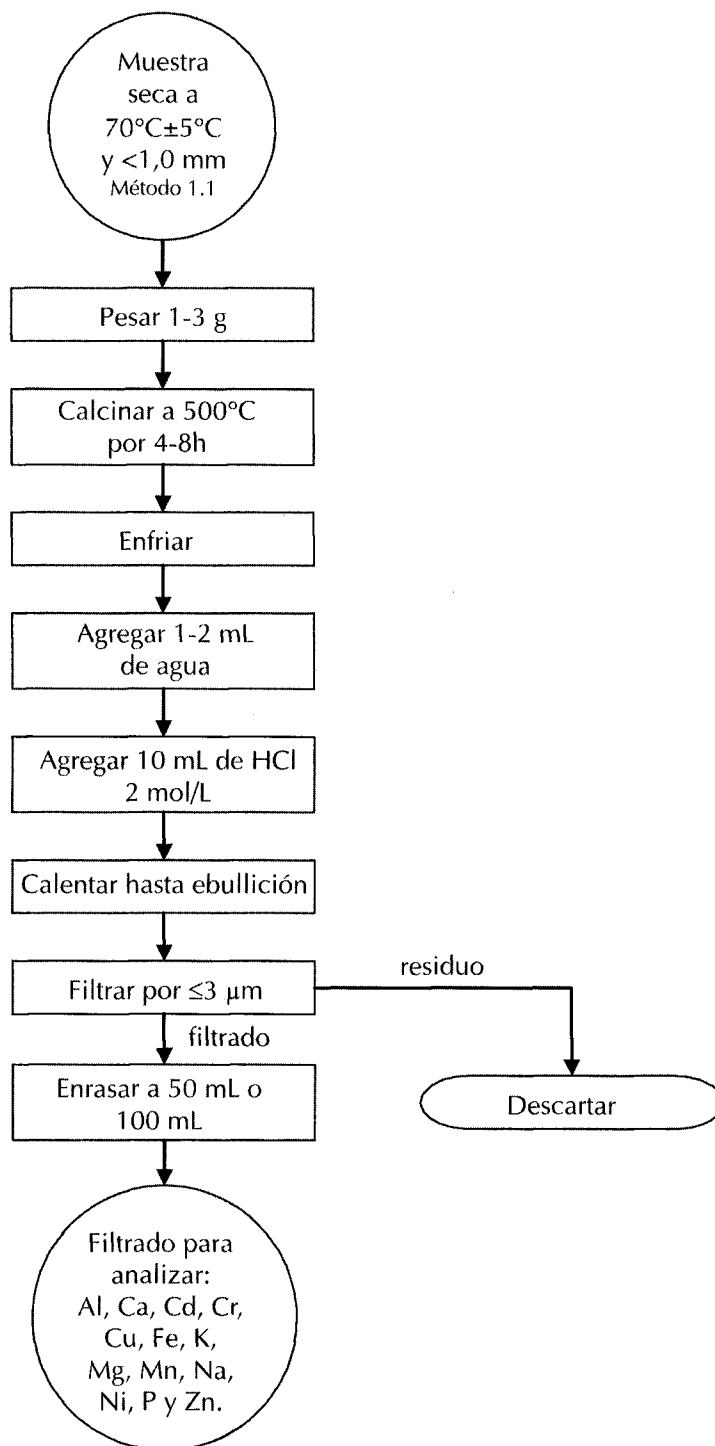 Muestra
seca a
70°C±5°C
y <1,0 mm
Método 1.1
Pesar 1-3 g
Calcinar a 500°C
por 4-8h
Enfriar
Agregar 1-2 mL
de agua
Agregar 10 mL de HCl
2 mol/L
Calentar hasta ebullición
Filtrar por ≤3 μm
residuo
filtrado
Enrasar a 50 mL o
100 mL
Descartar
Filtrado para
analizar:
Al, Ca, Cd, Cr,
Cu, Fe, K,
Mg, Mn, Na,
Ni, P y Zn.